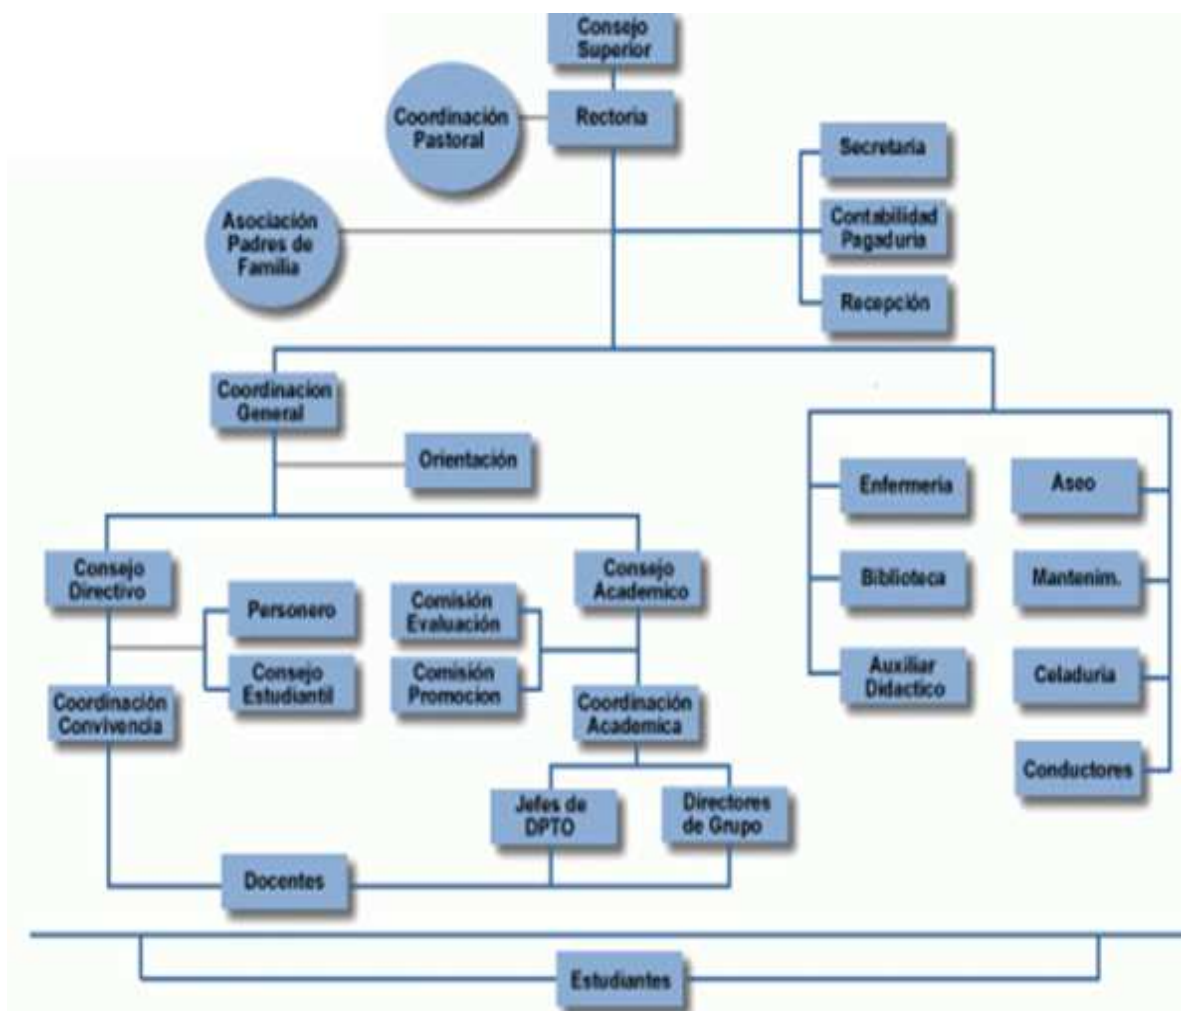 Consejo
Superior
Coordinación
Pastoral
Rectoria
Secretaria
Asociación
Padres de
Familia
Contabilidad
Pagaduria
Recepción
Coordinacion
General
Orientación
Enfermeria
Aseo
Consejo
Directivo
Personero
Comisión
Evaluación
Consejo
Academico
Biblioteca
Mantenim.
Consejo
Estudiantil
Comisión
Promocion
Coordinación
Convivencia
Coordinación
Academica
Auxiliar
Didactico
Celaduria
Conductores
Jefes de
DPTO
Directores
de Grupo
Docentes
Estudiantes